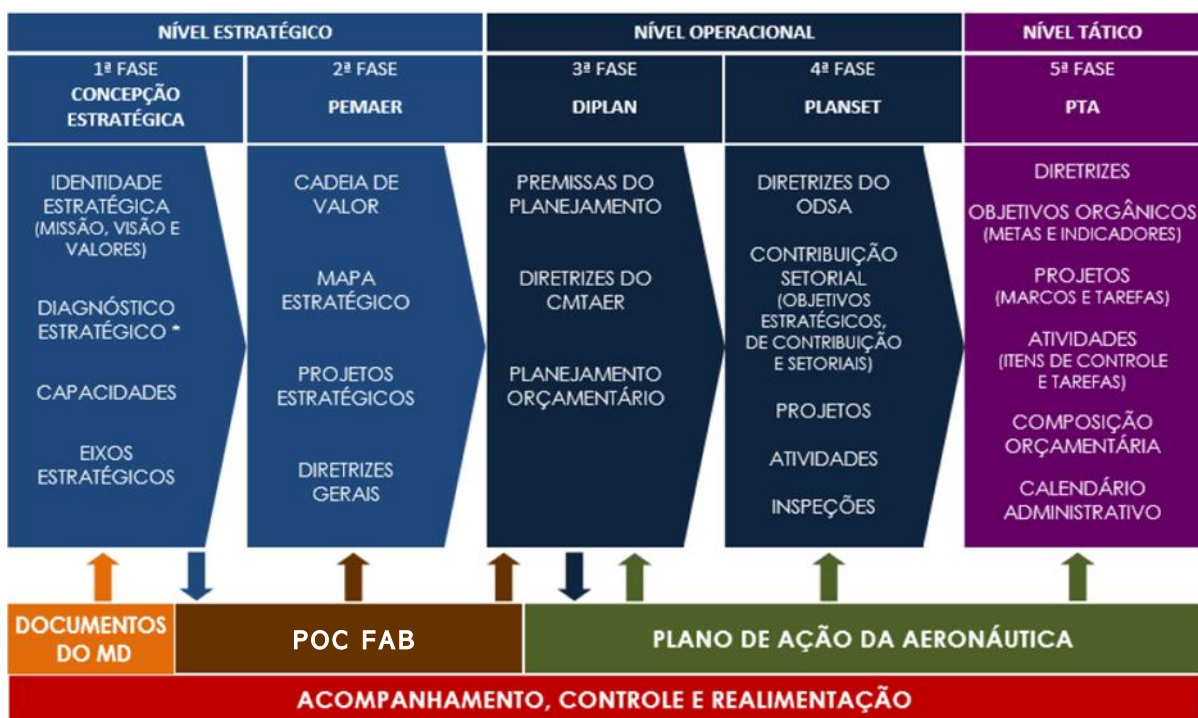 NÍVEL ESTRATÉGICO
NÍVEL OPERACIONAL
NÍVEL TÁTICO
1ª FASE
CONCEPÇÃO
ESTRATÉGICA
2ª FASE
PEMAER
3ª FASE
DIPLAN
4ª FASE
PLANSET
5ª FASE
PTA
IDENTIDADE
ESTRATÉGICA
(MISSÃO, VISÃO E
VALORES)
DIAGNÓSTICO
ESTRATÉGICO *
CAPACIDADES
EIXOS
ESTRATÉGICOS
CADEIA DE
VALOR
MAPA
ESTRATÉGICO
PROJETOS
ESTRATÉGICOS
DIRETRIZES
GERAIS
PREMISSAS DO
PLANEJAMENTO
DIRETRIZES DO
CMTAER
PLANEJAMENTO
ORÇAMENTÁRIO
DIRETRIZES DO
ODSA
CONTRIBUIÇÃO
SETORIAL
(OBJETIVOS
ESTRATÉGICOS,
DE CONTRIBUIÇÃO
E SETORIAIS)
PROJETOS
ATIVIDADES
INSPEÇÕES
DIRETRIZES
OBJETIVOS ORGÂNICOS
(METAS E INDICADORES)
PROJETOS
(MARCOS E TAREFAS)
ATIVIDADES
(ITENS DE CONTROLE
E TAREFAS)
COMPOSIÇÃO
ORÇAMENTÁRIA
CALENDÁRIO
ADMINISTRATIVO
DOCUMENTOS
DO MD
POC FAB
PLANO DE AÇÃO DA AERONÁUTICA
ACOMPANHAMENTO, CONTROLE E REALIMENTAÇÃO